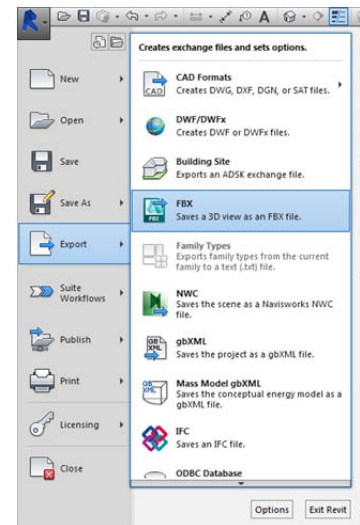 R
A
Creates exchange files and sets options.
New
Open
Save
Save As
Export
Suite
Workflows
Publish
Print
Licensing
Close
CAD
CAD Formats
Creates DWG, DXF, DGN, or SAT files.
DWF/DWFx
Creates DWF or DWFx files.
Building Site
Exports an ADSK exchange file.
FBX
FBX
Saves a 3D view as an FBX file.
Family Types
Exports family types from the current
family to a text (.txt) file.
N
NWC
Saves the scene as a Navisworks NWC
file.
gbXML
Saves the project as a gbXML file.
Mass Model gbXML
Saves the conceptual energy model as a
gbXML file.
IFC
Saves an IFC file.
ODBC Database
Options
Exit Revit